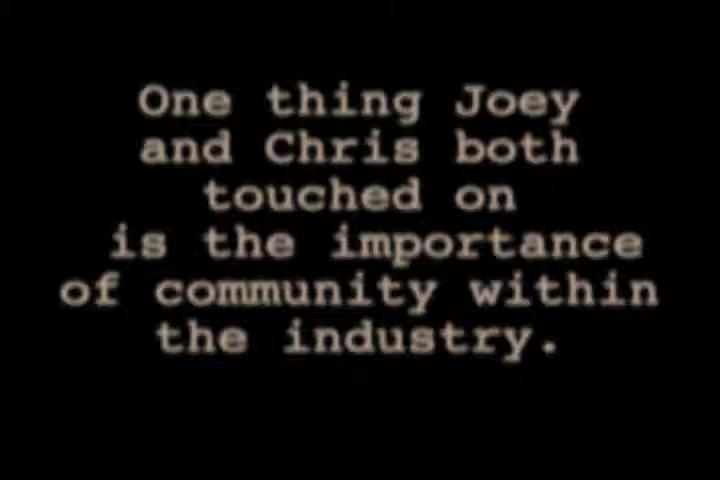 One thing Joey
and Chris both
touched on
is the importance
of community within
the industry.